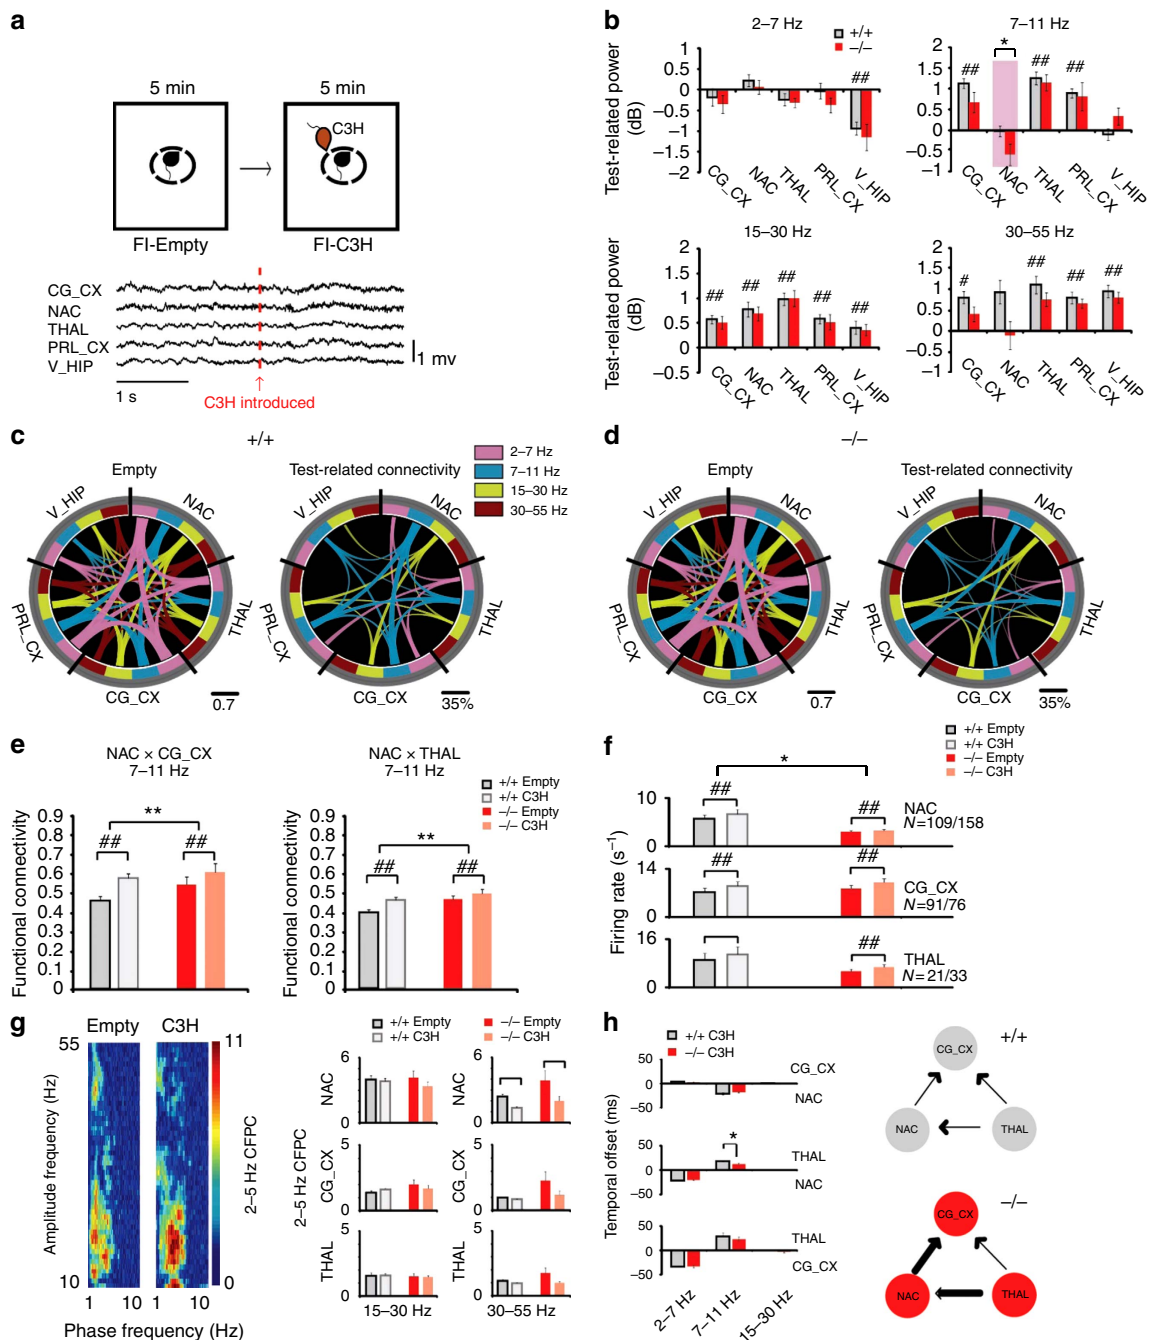 a
5 min
5 min
C3H
FI-Empty
FI-C3H
CG_CX
NAC
THAL
PRL_CX
V_HIP
1 mv
1 s
C3H introduced
b
2–7 Hz
+/+
–/–
7–11 Hz
Test-related power
(dB)
1
0.5
0
–0.5
–1
–1.5
–2
##
CG_CX
NAC
THAL
PRL_CX
V_HIP
2
1.5
1
0.5
0
–0.5
–1
*
##
##
##
CG_CX
NAC
THAL
PRL_CX
V_HIP
15–30 Hz
30–55 Hz
Test-related power
(dB)
2
1.5
1
0.5
0
–0.5
##
##
##
##
##
CG_CX
NAC
THAL
PRL_CX
V_HIP
2
1.5
1
0.5
0
–0.5
–1
#
##
##
##
CG_CX
NAC
THAL
PRL_CX
V_HIP
c
+/+
Empty
Test-related connectivity
2–7 Hz
7–11 Hz
15–30 Hz
30–55 Hz
V_HIP
NAC
THAL
CG_CX
PRL_CX
0.7
V_HIP
NAC
THAL
CG_CX
PRL_CX
35%
d
–/–
Empty
Test-related connectivity
V_HIP
NAC
THAL
CG_CX
PRL_CX
0.7
V_HIP
NAC
THAL
CG_CX
PRL_CX
35%
e
NAC × CG_CX
7–11 Hz
Functional connectivity
0.9
0.8
0.7
0.6
0.5
0.4
0.3
0.2
0.1
0
**
##
##
NAC × THAL
7–11 Hz
+/+ Empty
+/+ C3H
–/– Empty
–/– C3H
Functional connectivity
0.9
0.8
0.7
0.6
0.5
0.4
0.3
0.2
0.1
0
**
##
##
f
+/+ Empty
+/+ C3H
–/– Empty
–/– C3H
*
Firing rate (s⁻¹)
10
0
##
##
NAC
N=109/158
14
0
##
##
CG_CX
N=91/76
16
0
##
THAL
N=21/33
g
Empty
C3H
55
10
Amplitude frequency (Hz)
1
10
1
10
Phase frequency (Hz)
11
0
2–5 Hz CFPC
+/+ Empty
+/+ C3H
–/– Empty
–/– C3H
2–5 Hz CFPC
NAC
6
0
NAC
6
0
CG_CX
5
0
CG_CX
5
0
THAL
5
0
THAL
5
0
15–30 Hz
30–55 Hz
h
+/+ C3H
–/– C3H
Temporal offset (ms)
50
0
–50
CG_CX
NAC
50
0
–50
*
THAL
NAC
50
0
–50
THAL
CG_CX
2–7 Hz
7–11 Hz
15–30 Hz
+/+
CG_CX
NAC
THAL
–/–
CG_CX
NAC
THAL